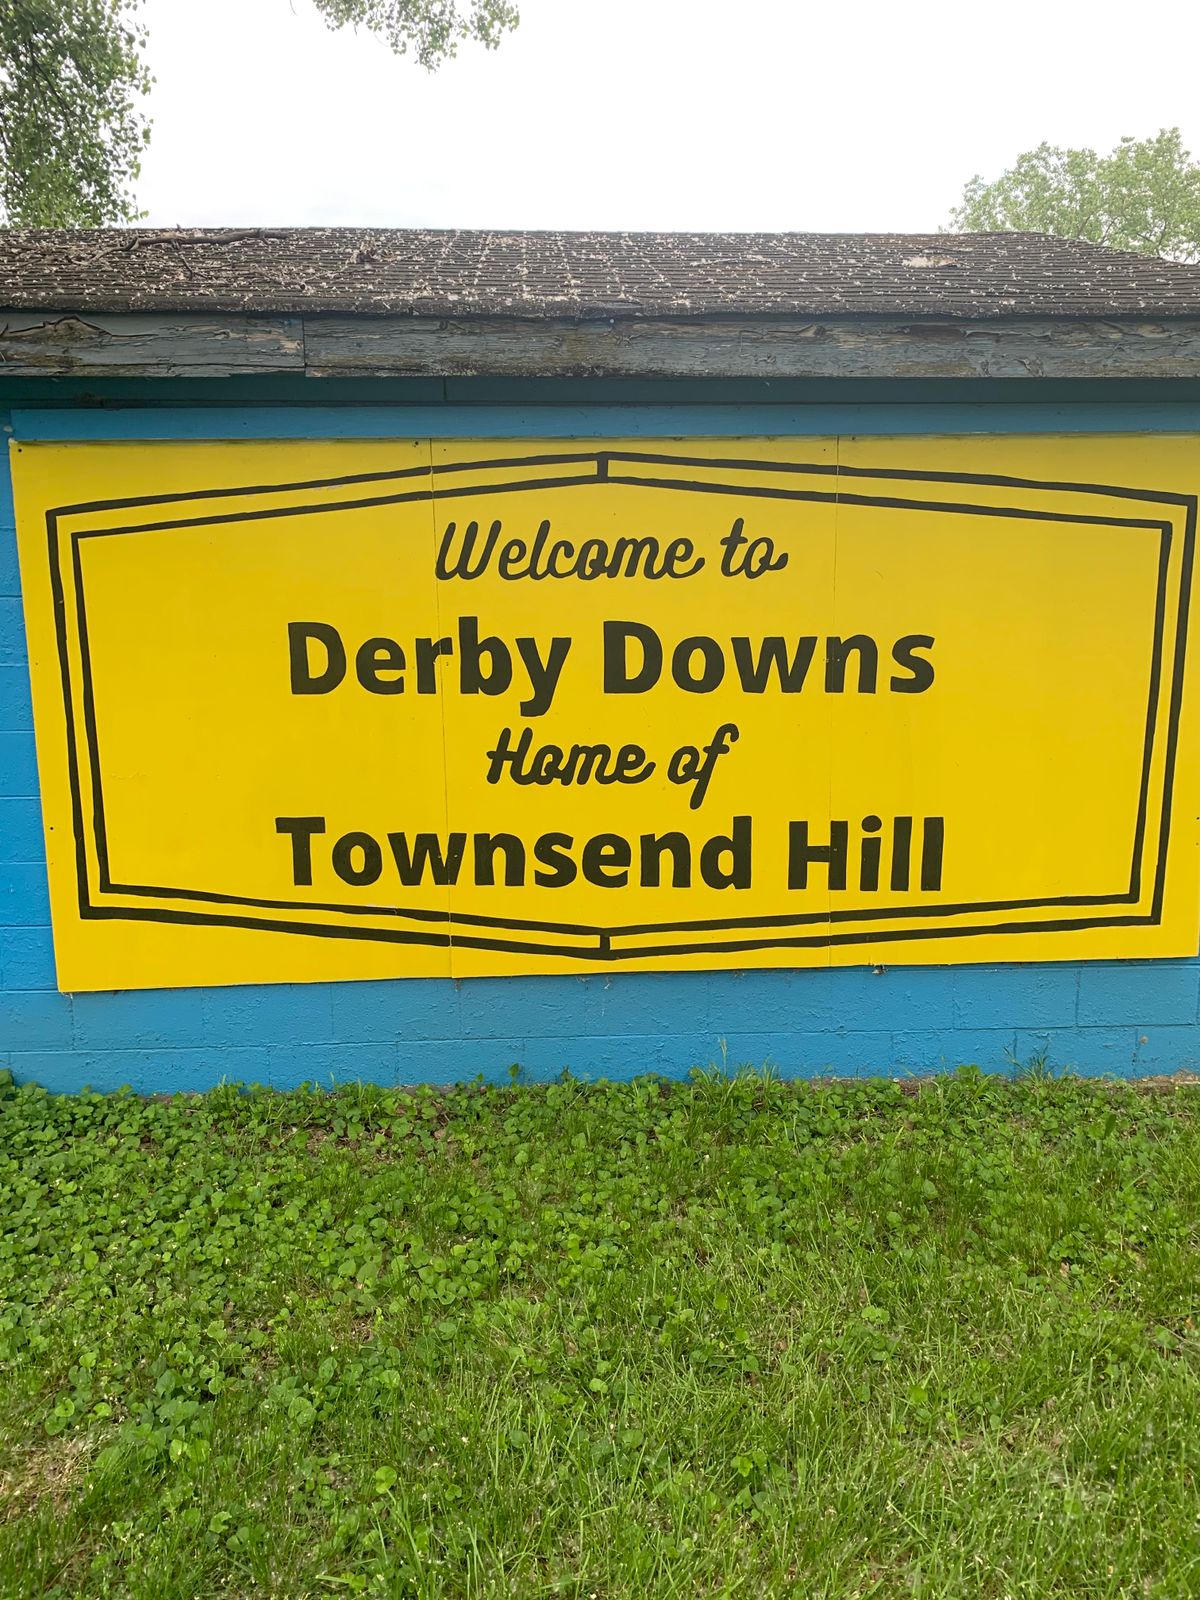 Welcome to
Derby Downs
Home of
Townsend Hill